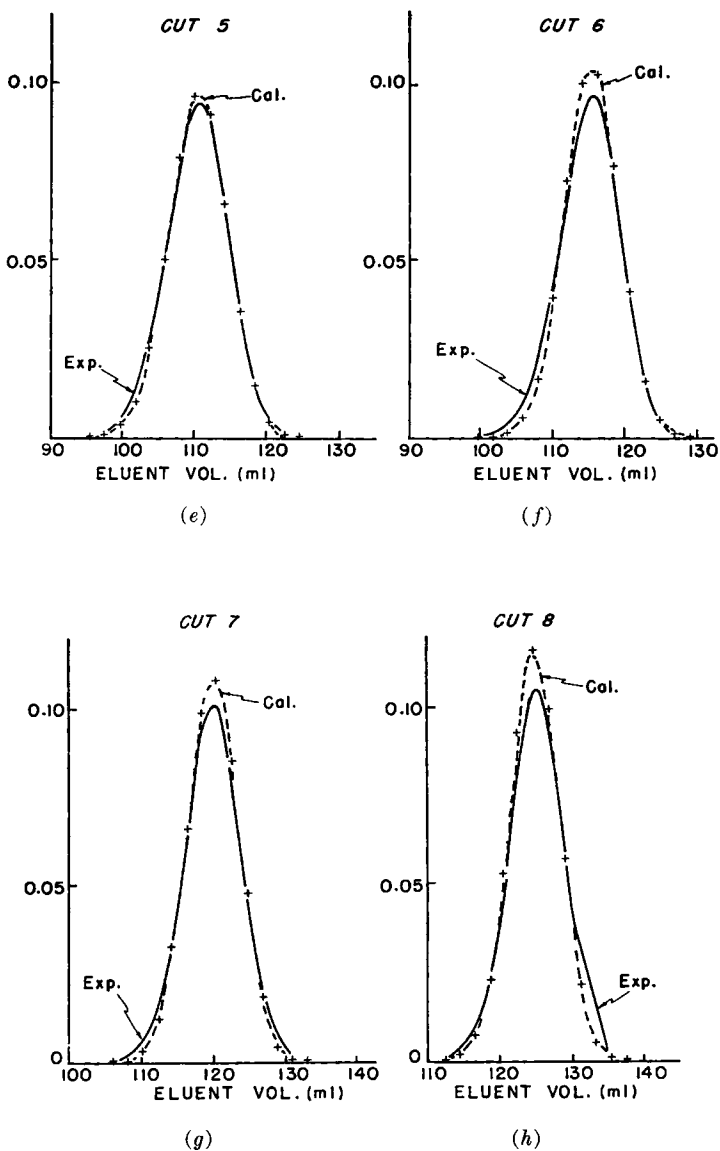 CUT 5
0.10
0.05
Cal.
Exp.
90 100 110 120 130
ELUENT VOL. (ml)
(e)
CUT 6
0.10
0.05
0
Cal.
Exp.
90 100 110 120 130
ELUENT VOL. (ml)
(f)
CUT 7
0.10
0.05
0
Cal.
Exp.
100 110 120 130 140
ELUENT VOL. (ml)
(g)
CUT 8
0.10
0.05
0
Cal.
Exp.
110 120 130 140
ELUENT VOL. (ml)
(h)